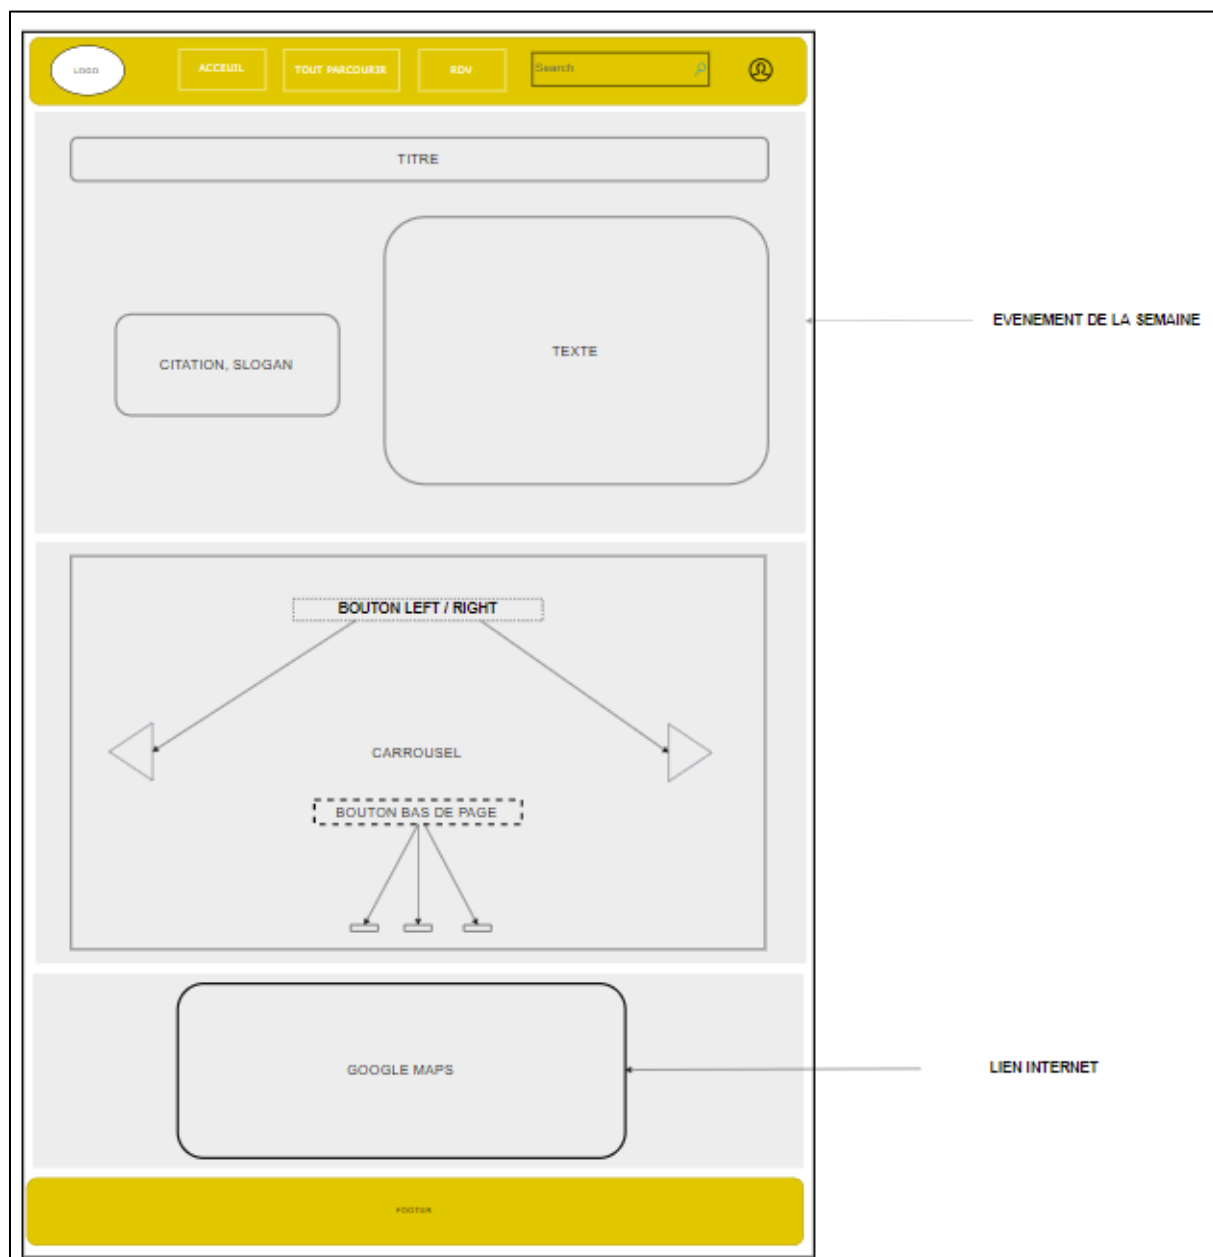 LOGO
ACCEUIL
TOUT PARCOURIR
RDV
Search
TITRE
TEXTE
CITATION, SLOGAN
EVENEMENT DE LA SEMAINE
BOUTON LEFT / RIGHT
CARROUSEL
BOUTON BAS DE PAGE
GOOGLE MAPS
LIEN INTERNET
FOOTER